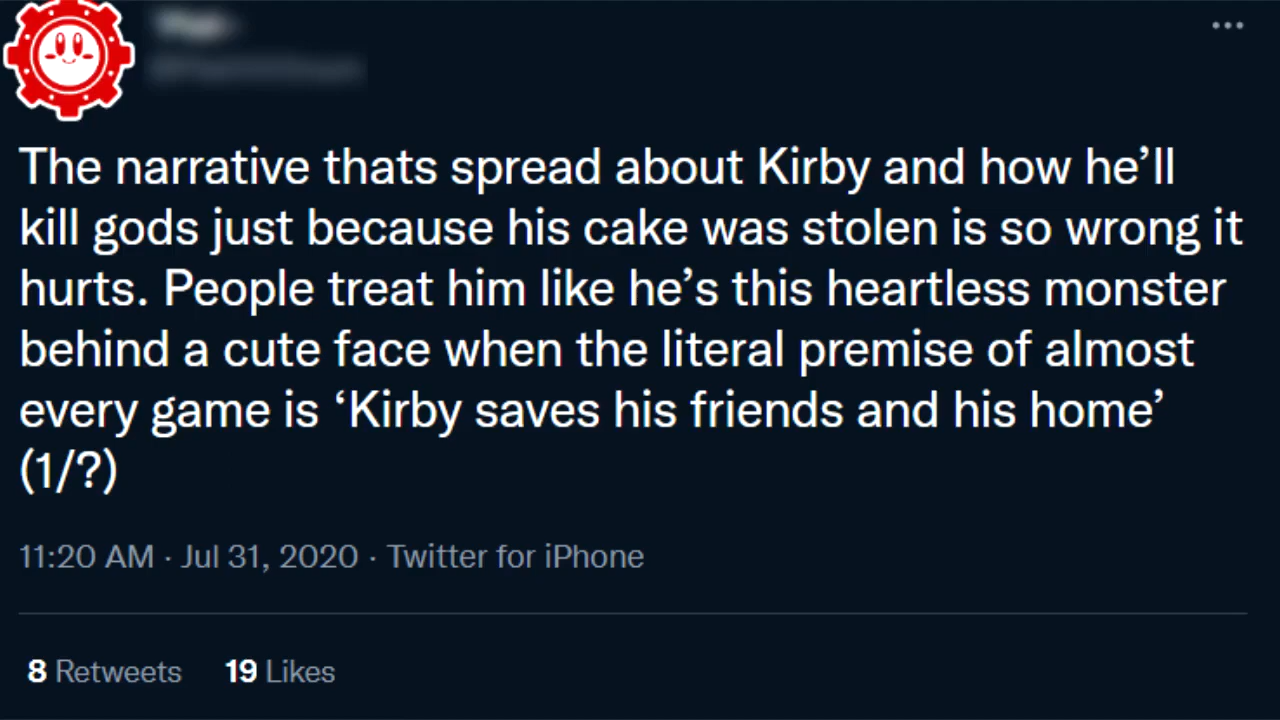 The narrative thats spread about Kirby and how he’ll
kill gods just because his cake was stolen is so wrong it
hurts. People treat him like he’s this heartless monster
behind a cute face when the literal premise of almost
every game is ‘Kirby saves his friends and his home’
(1/?)
11:20 AM · Jul 31, 2020 · Twitter for iPhone
8 Retweets 19 Likes